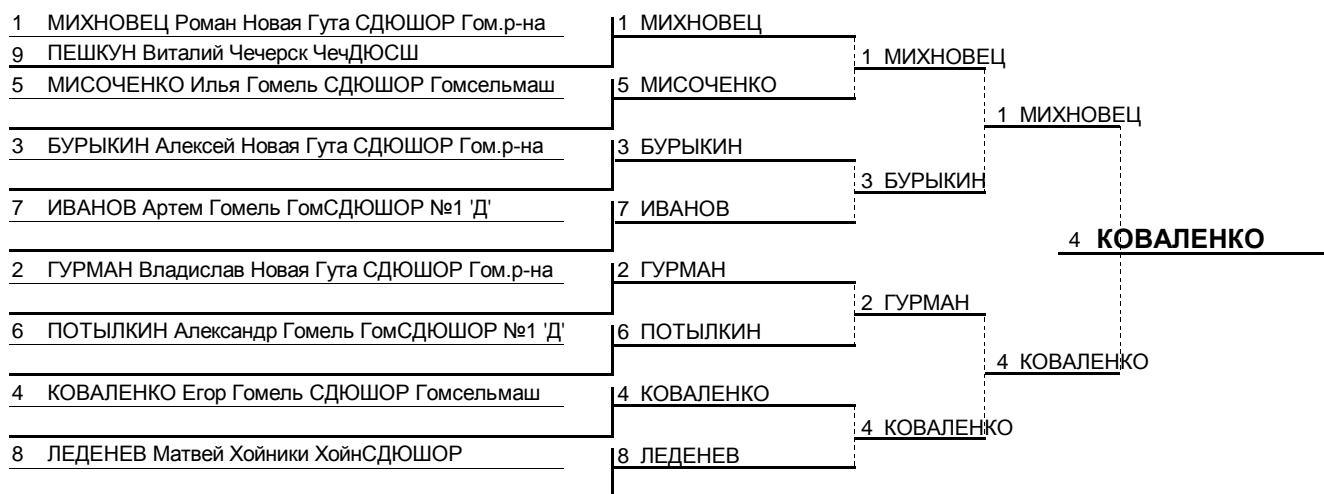 1 МИХНОВЕЦ Роман Новая Гута СДЮШОР Гом.р-на
9 ПЕШКУН Виталий Чечерск ЧечДЮСШ
5 МИСОЧЕНКО Илья Гомель СДЮШОР Гомсельмаш
3 БУРЫКИН Алексей Новая Гута СДЮШОР Гом.р-на
7 ИВАНОВ Артем Гомель ГомСДЮШОР №1 'Д'
2 ГУРМАН Владислав Новая Гута СДЮШОР Гом.р-на
6 ПОТЫЛКИН Александр Гомель ГомСДЮШОР №1 'Д'
4 КОВАЛЕНКО Егор Гомель СДЮШОР Гомсельмаш
8 ЛЕДЕНЕВ Матвей Хойники ХойнСДЮШОР
1 МИХНОВЕЦ
5 МИСОЧЕНКО
3 БУРЫКИН
7 ИВАНОВ
2 ГУРМАН
6 ПОТЫЛКИН
4 КОВАЛЕНКО
8 ЛЕДЕНЕВ
1 МИХНОВЕЦ
3 БУРЫКИН
2 ГУРМАН
4 КОВАЛЕНКО
1 МИХНОВЕЦ
4 КОВАЛЕНКО
4 КОВАЛЕНКО